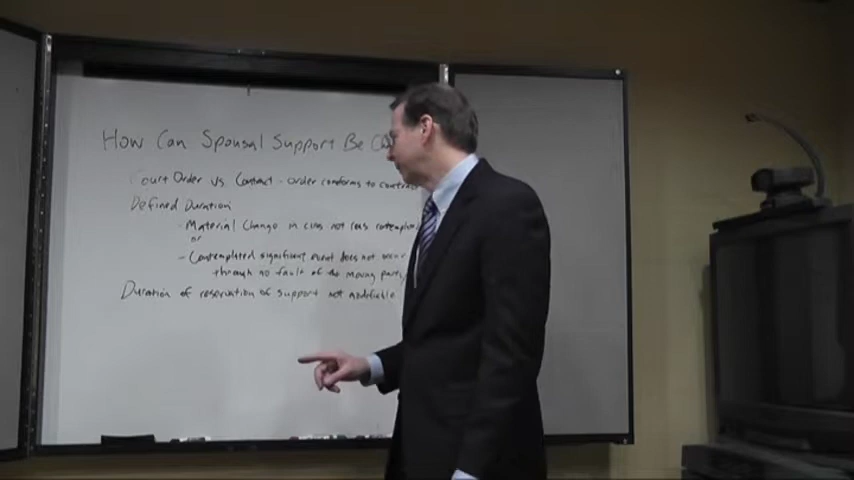 How Can Spousal Support Be
Court Order vs. Contract - order conforms to contract
Defined Duration
- Material Change in circs not reas contempl
or
- Contemplated significant event does not occur
through no fault of the moving party
Duration of reservation of support not modifiable